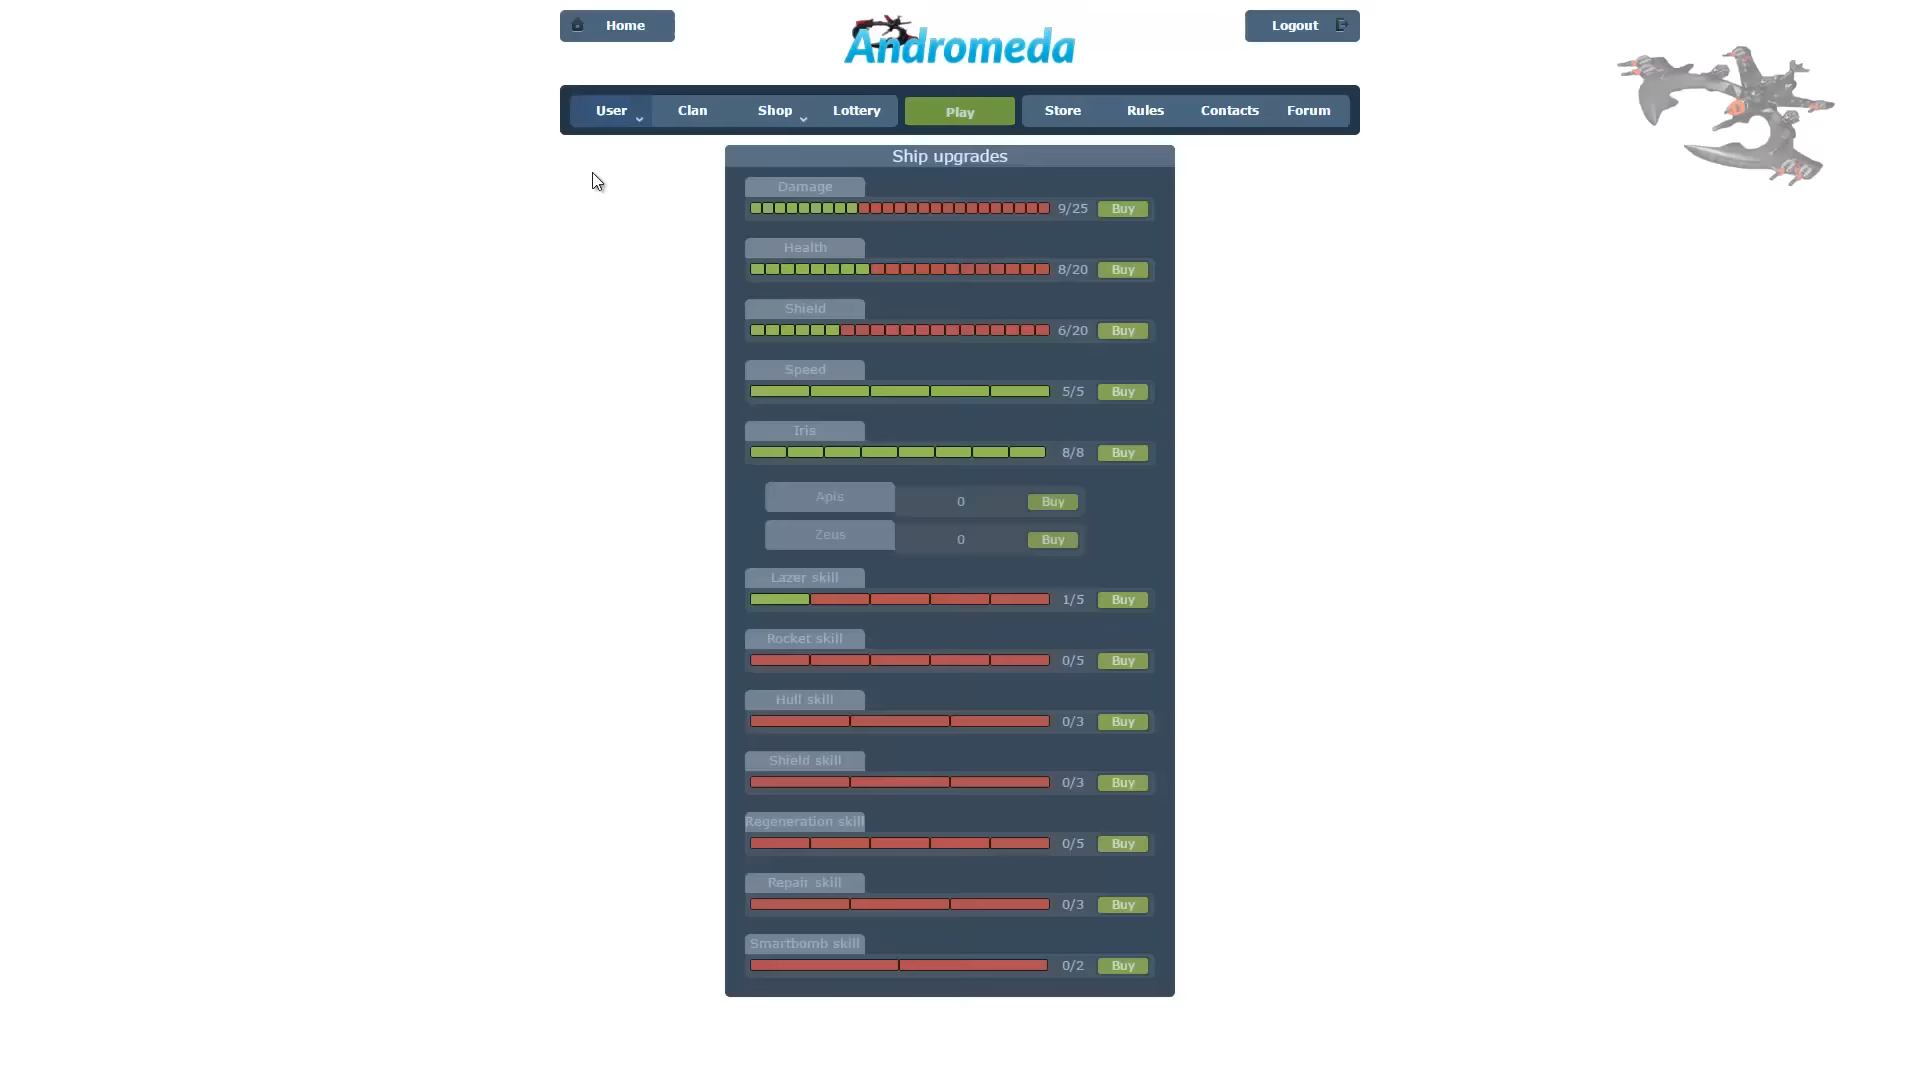 Home
Andromeda
Logout
User
Clan
Shop
Lottery
Play
Store
Rules
Contacts
Forum
Ship upgrades
Damage
9/25 Buy
Health
8/20 Buy
Shield
6/20 Buy
Speed
5/5 Buy
Iris
8/8 Buy
Apis 0 Buy
Zeus 0 Buy
Lazer skill
1/5 Buy
Rocket skill
0/5 Buy
Hull skill
0/3 Buy
Shield skill
0/3 Buy
Regeneration skill
0/5 Buy
Repair skill
0/3 Buy
Smartbomb skill
0/2 Buy